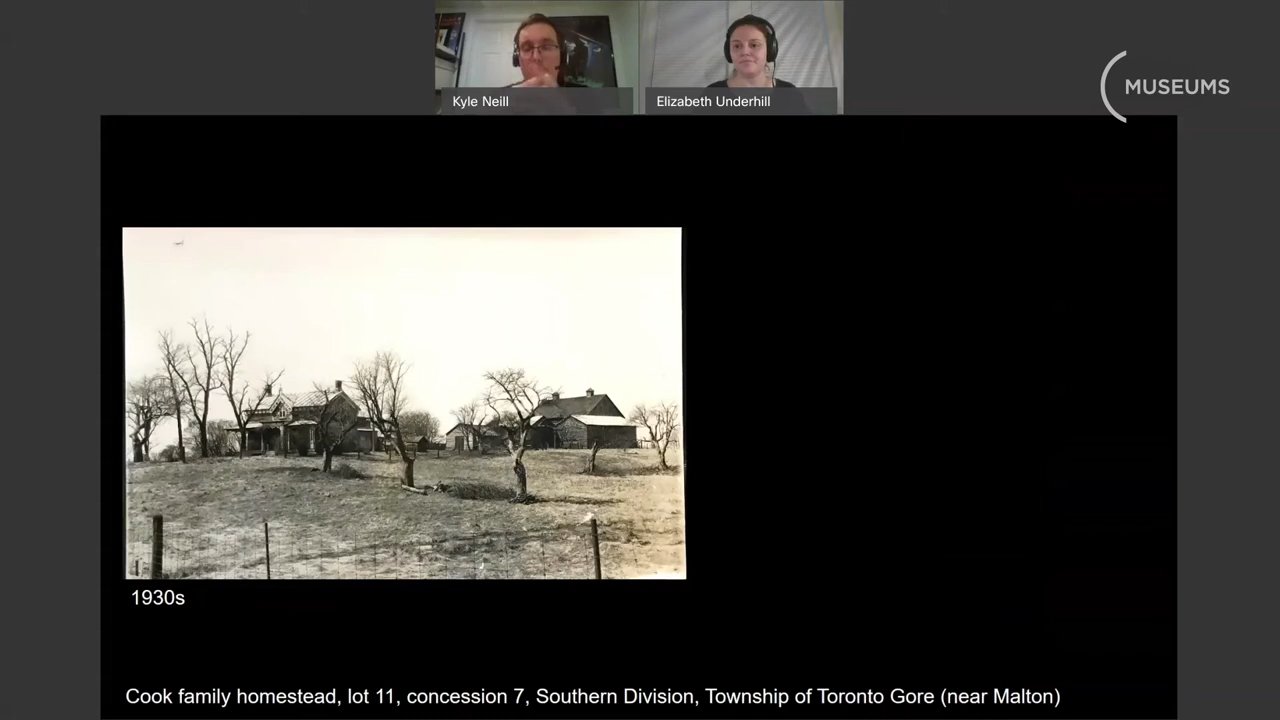 Kyle Neill
Elizabeth Underhill
MUSEUMS
1930s
Cook family homestead, lot 11, concession 7, Southern Division, Township of Toronto Gore (near Malton)